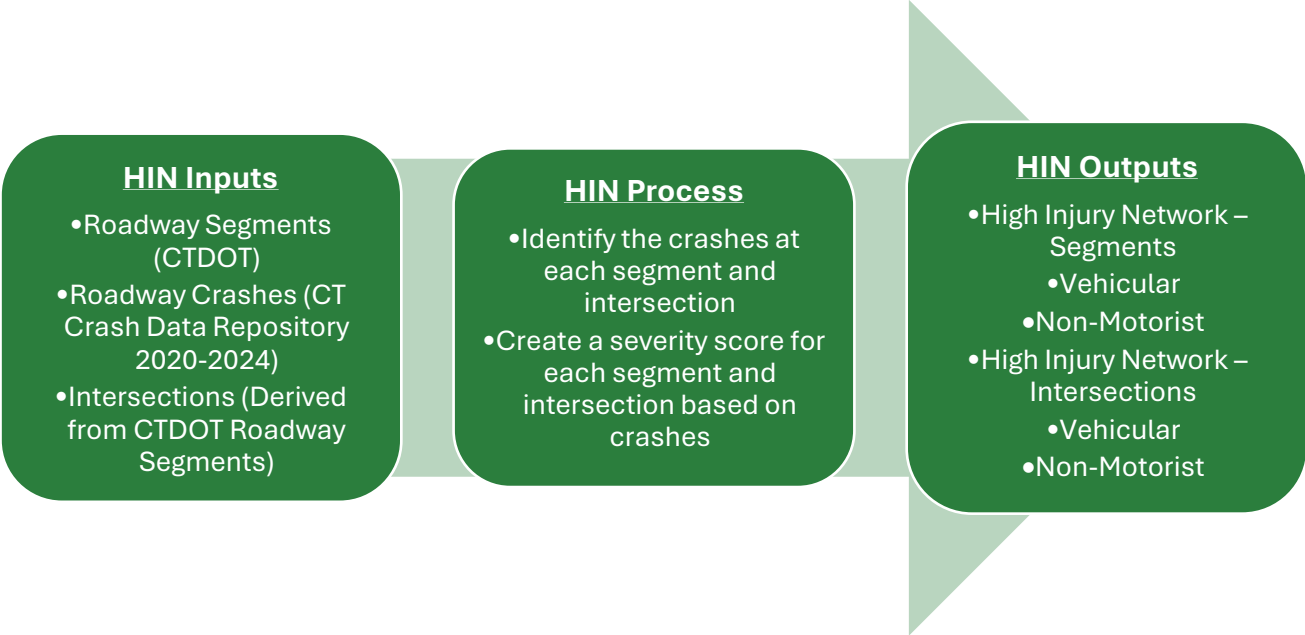 HIN Inputs
•Roadway Segments
(CTDOT)
•Roadway Crashes (CT
Crash Data Repository
2020-2024)
•Intersections (Derived
from CTDOT Roadway
Segments)
HIN Process
•Identify the crashes at
each segment and
intersection
•Create a severity score for
each segment and
intersection based on
crashes
HIN Outputs
•High Injury Network –
Segments
•Vehicular
•Non-Motorist
•High Injury Network –
Intersections
•Vehicular
•Non-Motorist